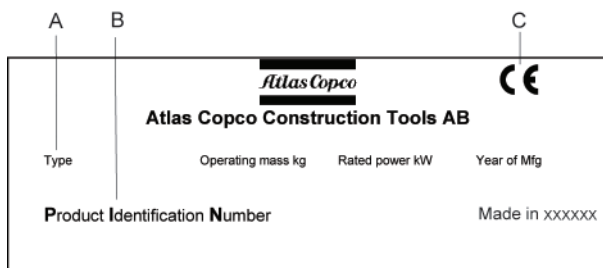 A B C
Atlas Copco CE
Atlas Copco Construction Tools AB
Type Operating mass kg Rated power kW Year of Mfg
Product Identification Number Made in xxxxxx